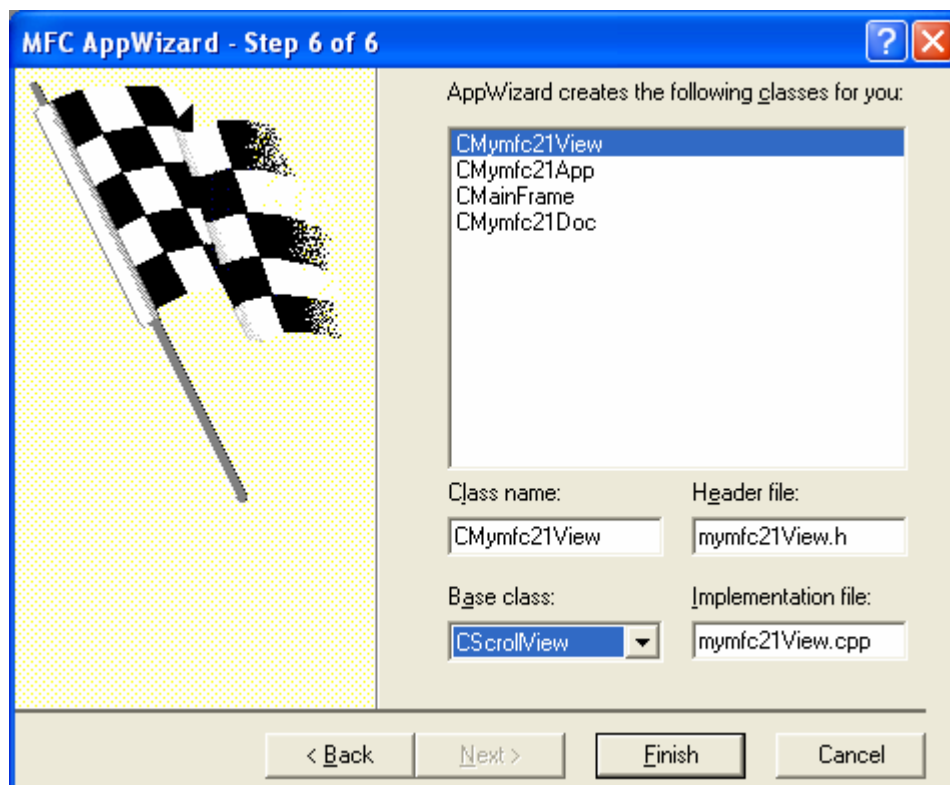 MFC AppWizard - Step 6 of 6
?
AppWizard creates the following classes for you:
CMymfc21View
CMymfc21App
CMainFrame
CMymfc21Doc
Class name: Header file:
CMymfc21View mymfc21View.h
Base class: Implementation file:
CScrollView mymfc21View.cpp
< Back Next > Finish Cancel